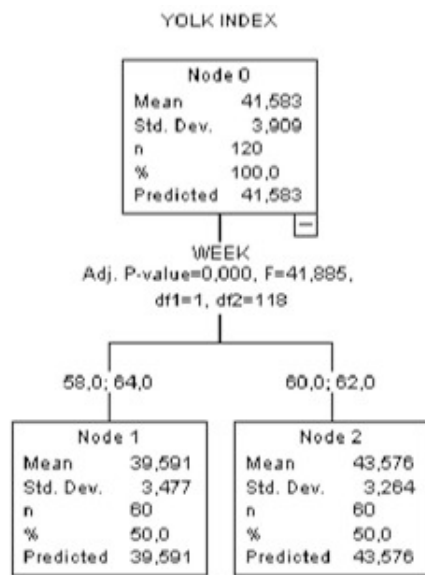 YOLK INDEX
Node 0
Mean 41,583
Std. Dev. 3,909
n 120
% 100,0
Predicted 41,583
WEEK
Adj. P-value=0,000, F=41,885,
df1=1, df2=118
58,0; 64,0
60,0; 62,0
Node 1
Mean 39,591
Std. Dev. 3,477
n 60
% 50,0
Predicted 39,591
Node 2
Mean 43,576
Std. Dev. 3,264
n 60
% 50,0
Predicted 43,576